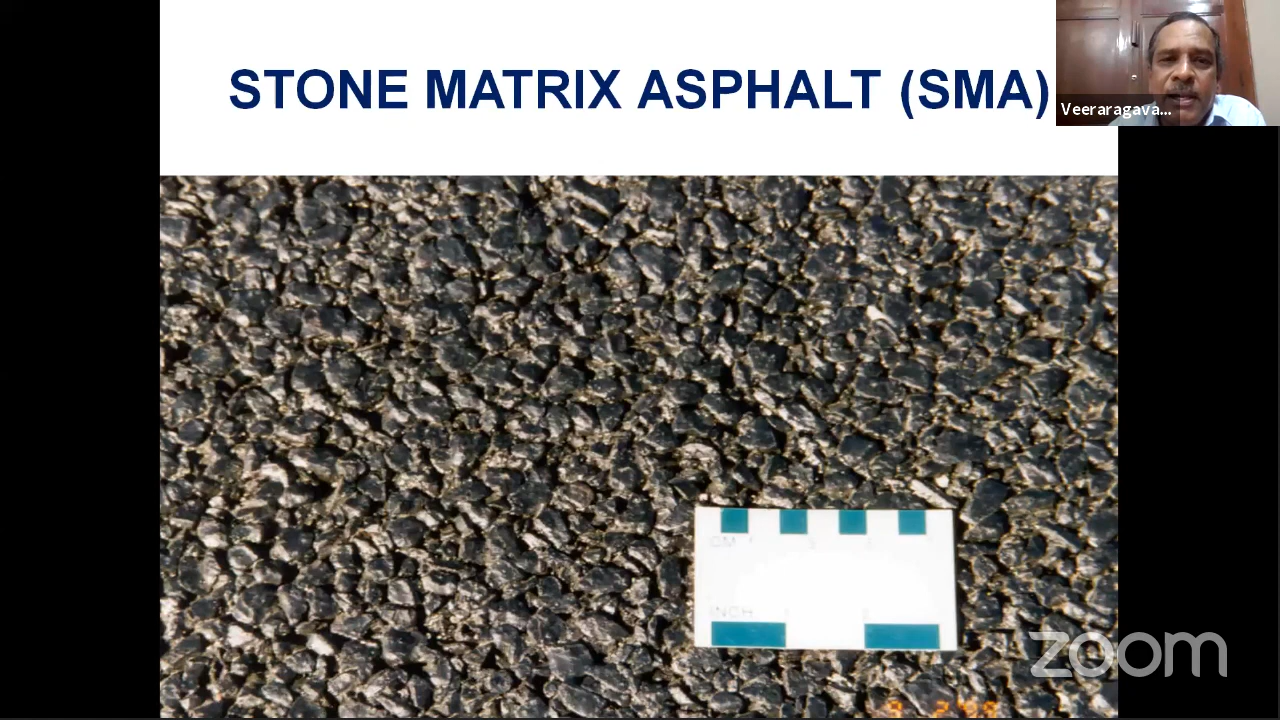 STONE MATRIX ASPHALT (SMA)
Veeraragava...
CM
INCH
zoom